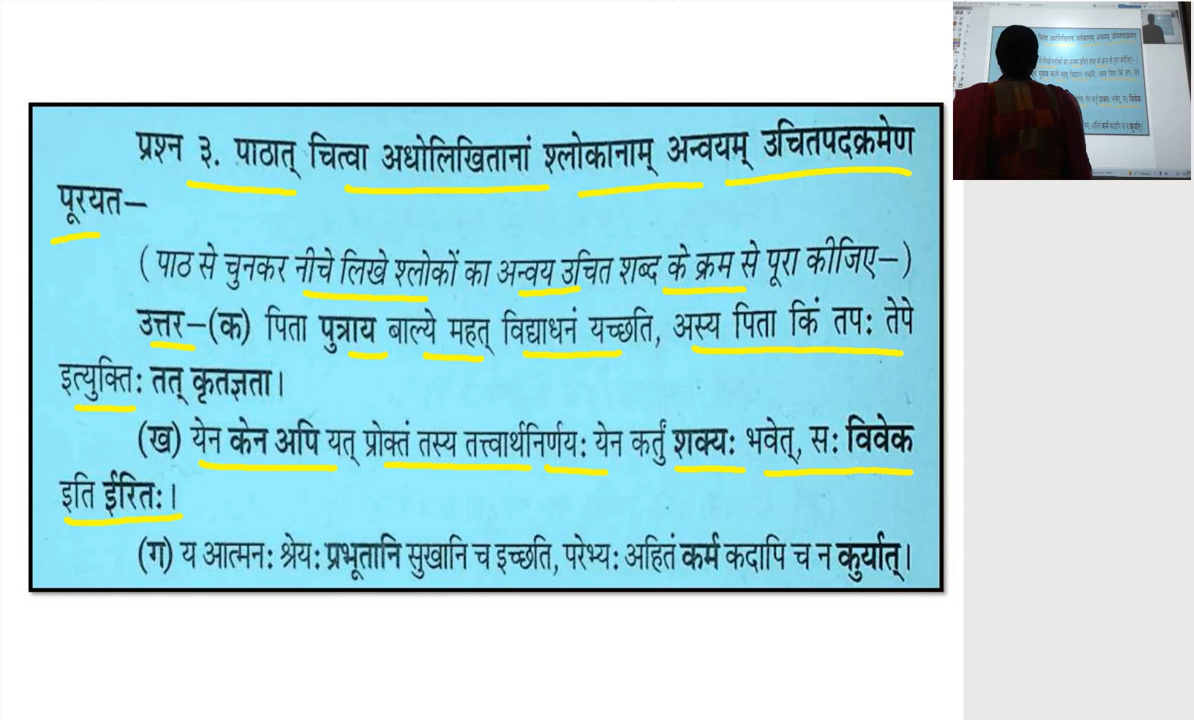 प्रश्न ३. पाठात् चित्वा अधोलिखितानां श्लोकानाम् अन्वयम् उचितपदक्रमेण
पूरयत–
( पाठ से चुनकर नीचे लिखे श्लोकों का अन्वय उचित शब्द के क्रम से पूरा कीजिए– )
उत्तर–(क) पिता पुत्राय बाल्ये महत् विद्याधनं यच्छति, अस्य पिता किं तपः तेपे
इत्युक्तिः तत् कृतज्ञता।
(ख) येन केन अपि यत् प्रोक्तं तस्य तत्त्वार्थनिर्णयः येन कर्तुं शक्यः भवेत्, सः विवेक
इति ईरितः।
(ग) य आत्मनः श्रेयः प्रभूतानि सुखानि च इच्छति, परेभ्यः अहितं कर्म कदापि च न कुर्यात्।